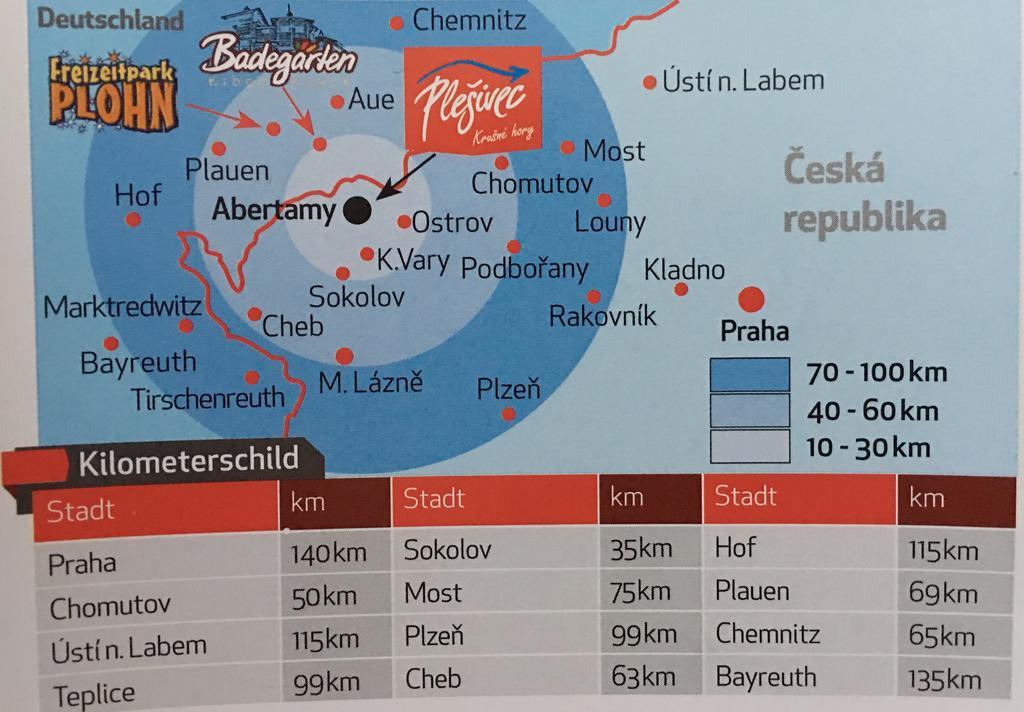 Deutschland
Chemnitz
Badegärten
Freizeitpark
PLOHN
Aue
Plešivec
Krušné hory
Ústí n. Labem
Plauen
Most
Chomutov
Česká
republika
Hof
Abertamy
Ostrov
Louny
K.Vary
Podbořany
Kladno
Sokolov
Marktredwitz
Cheb
Rakovník
Praha
Bayreuth
M. Lázně
Tirschenreuth
Plzeň
70 - 100 km
40 - 60 km
10 - 30 km
Kilometerschild
Stadt km Stadt km Stadt km
Praha 140km Sokolov 35km Hof 115km
Chomutov 50km Most 75km Plauen 69km
Ústí n. Labem 115km Plzeň 99km Chemnitz 65km
Teplice 99km Cheb 63km Bayreuth 135km